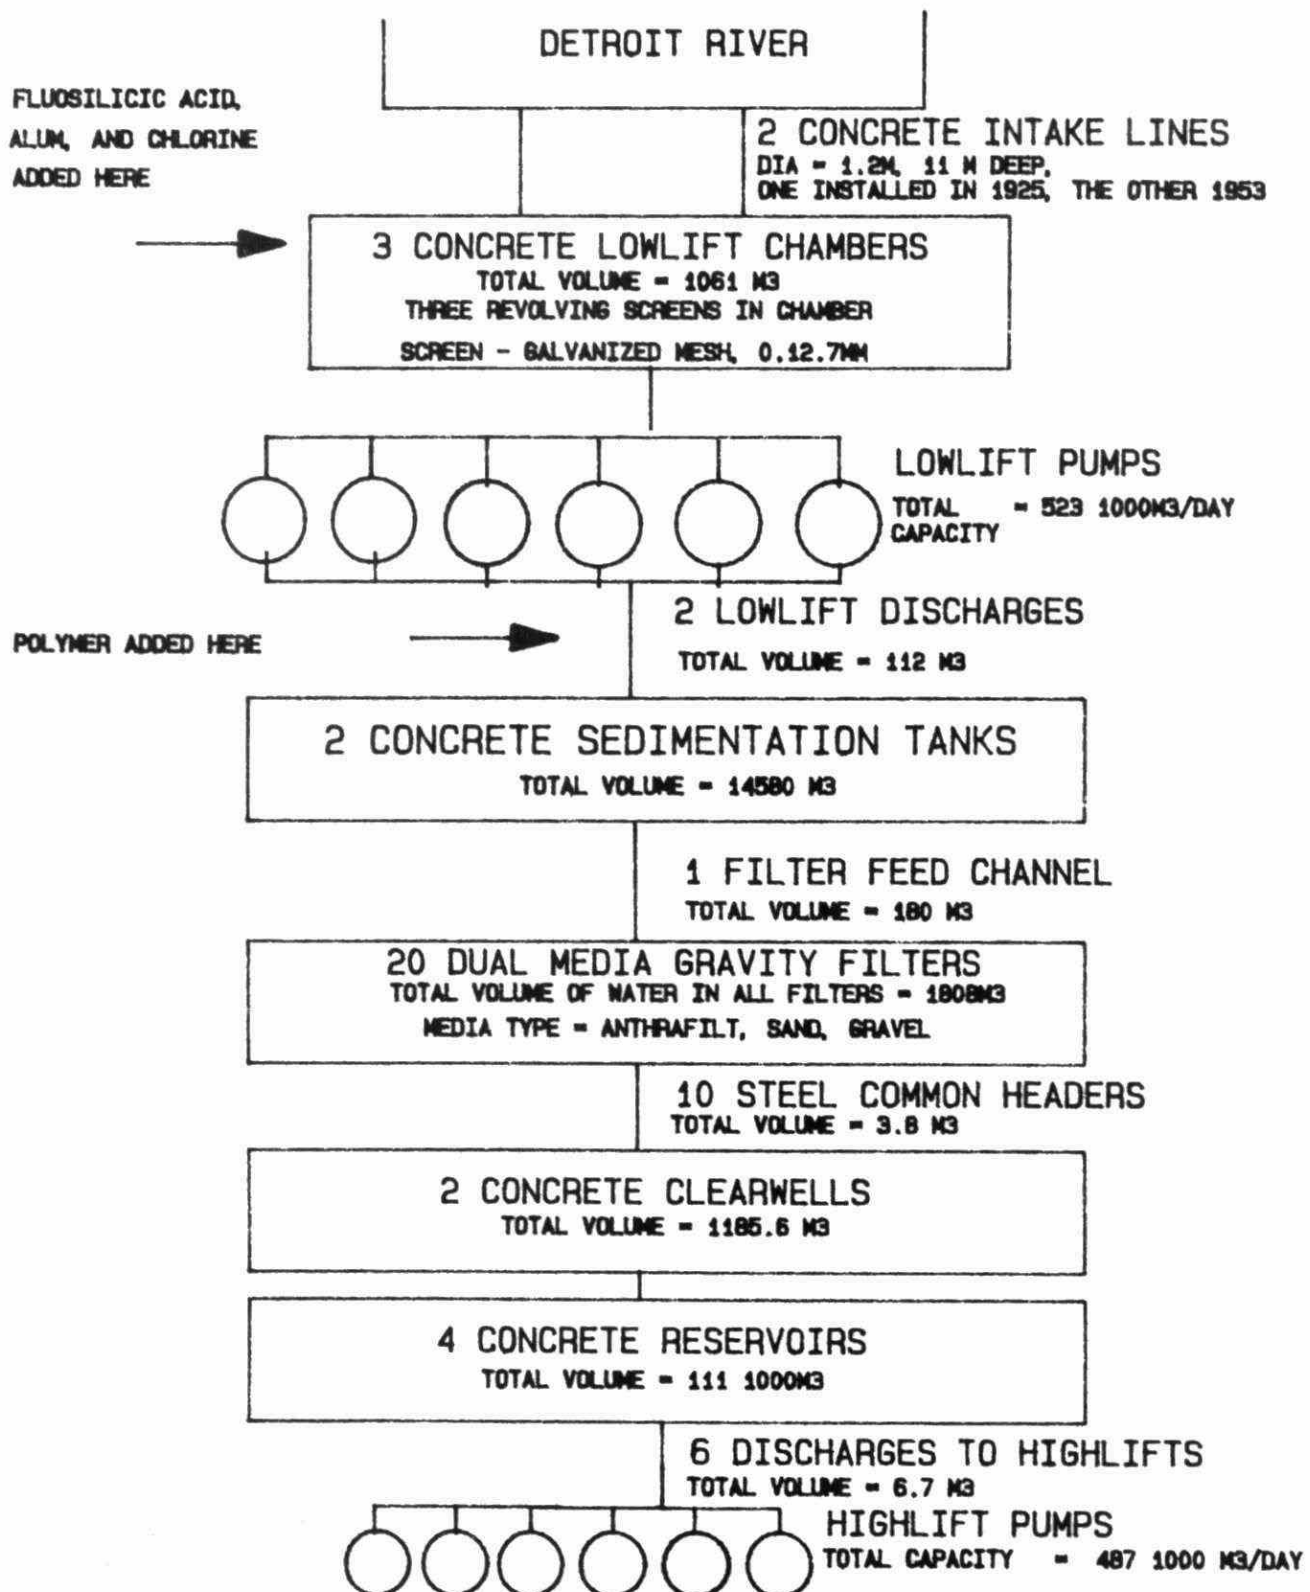 DETROIT RIVER
FLUOSILICIC ACID,
ALUM, AND CHLORINE
ADDED HERE
2 CONCRETE INTAKE LINES
DIA = 1.2M, 11 M DEEP,
ONE INSTALLED IN 1925, THE OTHER 1953
3 CONCRETE LOWLIFT CHAMBERS
TOTAL VOLUME = 1061 M3
THREE REVOLVING SCREENS IN CHAMBER
SCREEN - GALVANIZED MESH, 0.12.7MM
LOWLIFT PUMPS
TOTAL = 523 1000M3/DAY
CAPACITY
2 LOWLIFT DISCHARGES
TOTAL VOLUME = 112 M3
POLYMER ADDED HERE
2 CONCRETE SEDIMENTATION TANKS
TOTAL VOLUME = 14580 M3
1 FILTER FEED CHANNEL
TOTAL VOLUME = 180 M3
20 DUAL MEDIA GRAVITY FILTERS
TOTAL VOLUME OF WATER IN ALL FILTERS = 1808M3
MEDIA TYPE = ANTHRAFILT, SAND, GRAVEL
10 STEEL COMMON HEADERS
TOTAL VOLUME = 3.8 M3
2 CONCRETE CLEARWELLS
TOTAL VOLUME = 1185.6 M3
4 CONCRETE RESERVOIRS
TOTAL VOLUME = 111 1000M3
6 DISCHARGES TO HIGHLIFTS
TOTAL VOLUME = 6.7 M3
HIGHLIFT PUMPS
TOTAL CAPACITY = 487 1000 M3/DAY